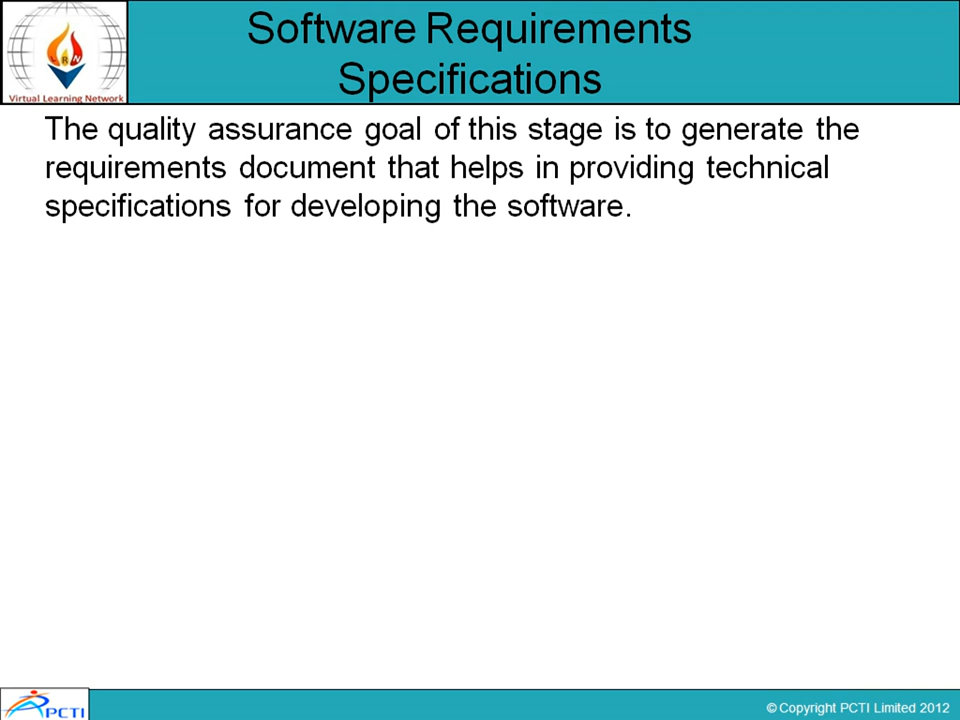 Software Requirements
Specifications
Virtual Learning Network
The quality assurance goal of this stage is to generate the
requirements document that helps in providing technical
specifications for developing the software.
PCTI
© Copyright PCTI Limited 2012